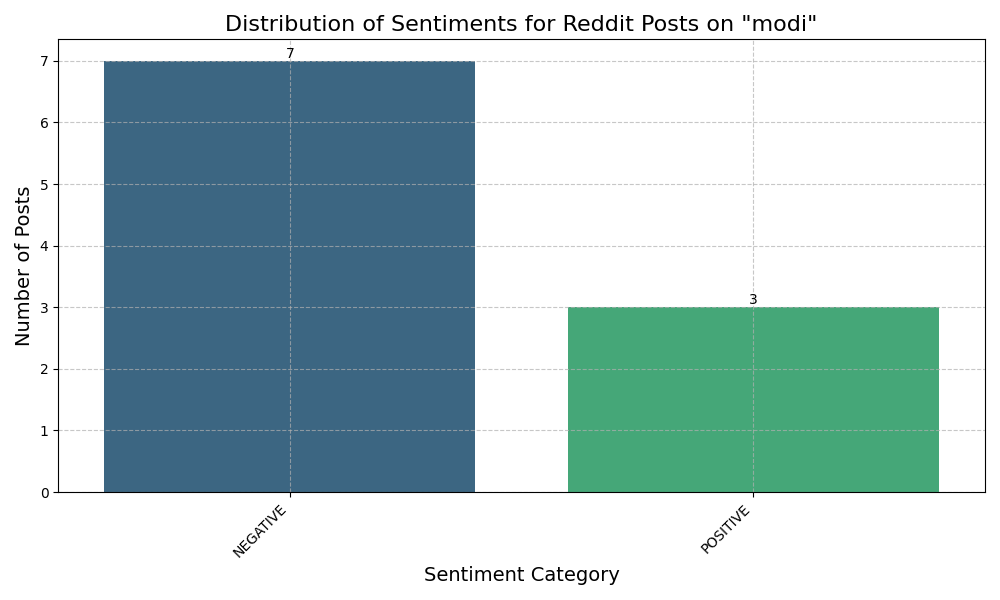 Distribution of Sentiments for Reddit Posts on "modi"
Number of Posts
7
6
5
4
3
2
1
0
7
3
NEGATIVE
POSITIVE
Sentiment Category